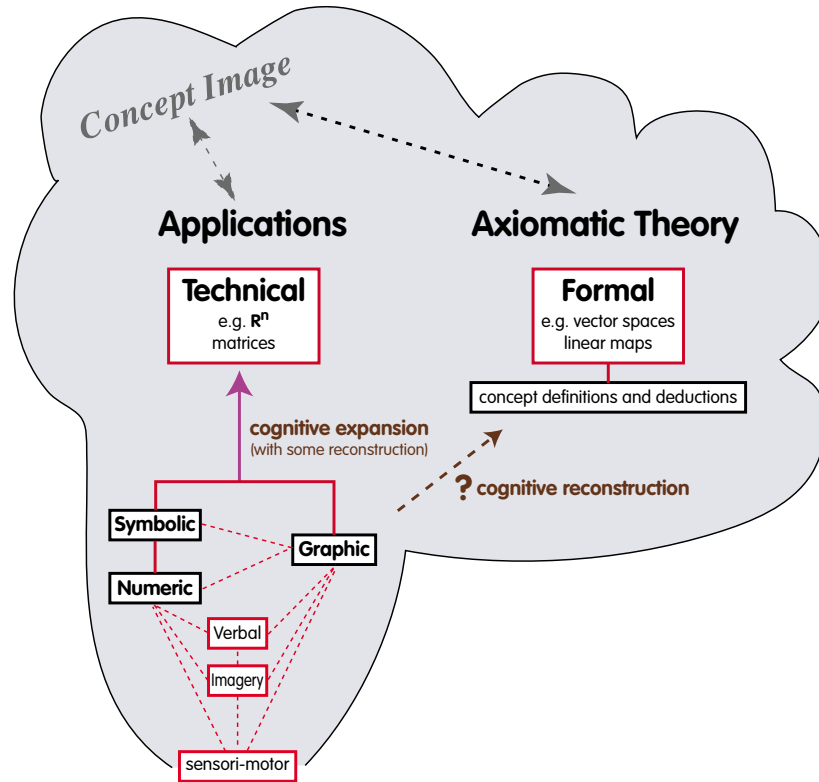 Concept Image
Applications
Axiomatic Theory
Technical
e.g. Rⁿ
matrices
Formal
e.g. vector spaces
linear maps
concept definitions and deductions
cognitive expansion
(with some reconstruction)
? cognitive reconstruction
Symbolic
Graphic
Numeric
Verbal
Imagery
sensori-motor